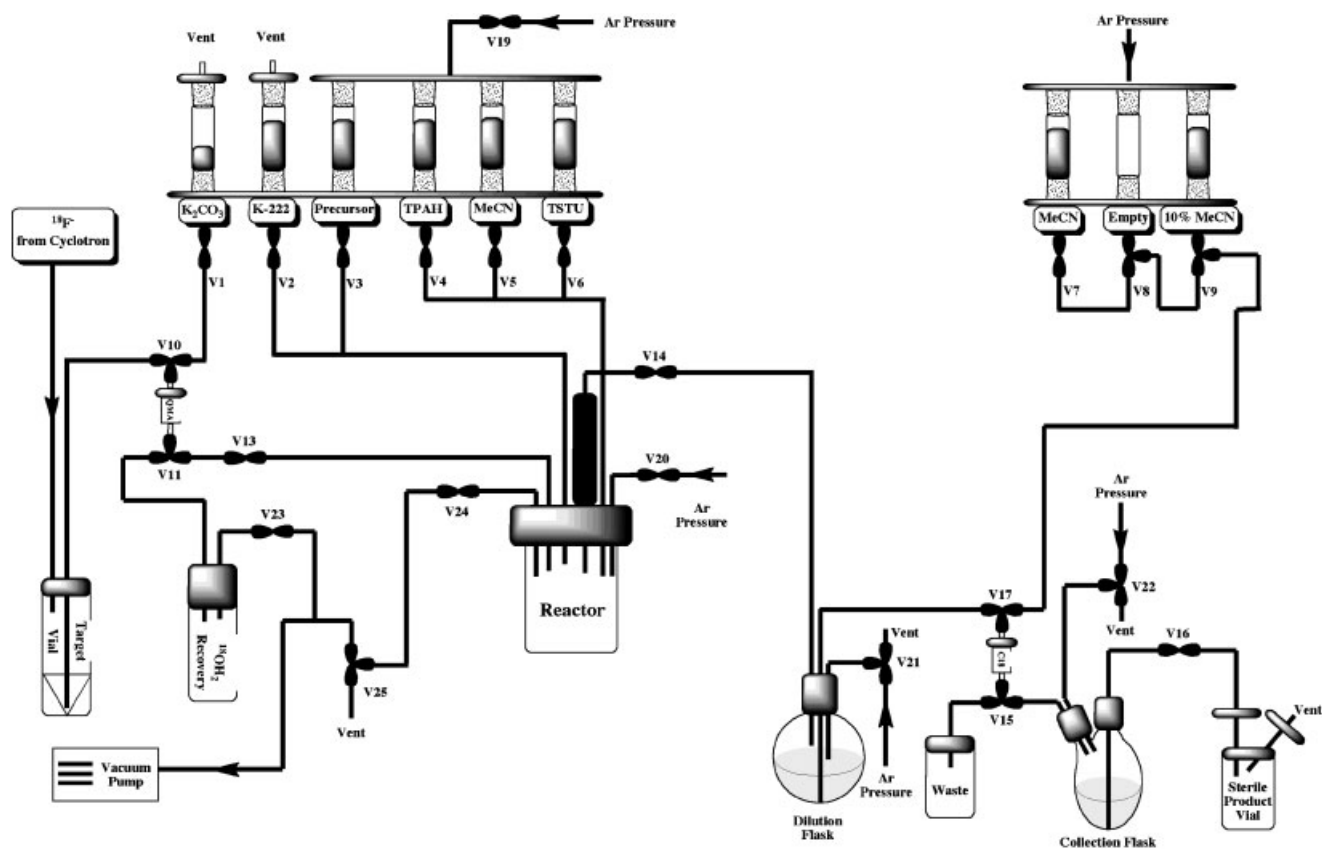 Ar Pressure
V19
Vent
Vent
Ar Pressure
K₂CO₃
K-222
Precursor
TPAH
MeCN
TSTU
MeCN
Empty
10% MeCN
¹⁸F⁻
from Cyclotron
V1
V2
V3
V4
V5
V6
V7
V8
V9
V10
V14
QMA
V11
V13
V20
Ar
Pressure
V24
V23
Ar
Pressure
V22
Vent
Reactor
Target
Vial
¹⁸OH₂
Recovery
V25
Vent
V17
Vent
V21
C18
V16
V15
Vent
Vacuum
Pump
Ar
Pressure
Waste
Sterile
Product
Vial
Dilution
Flask
Collection Flask